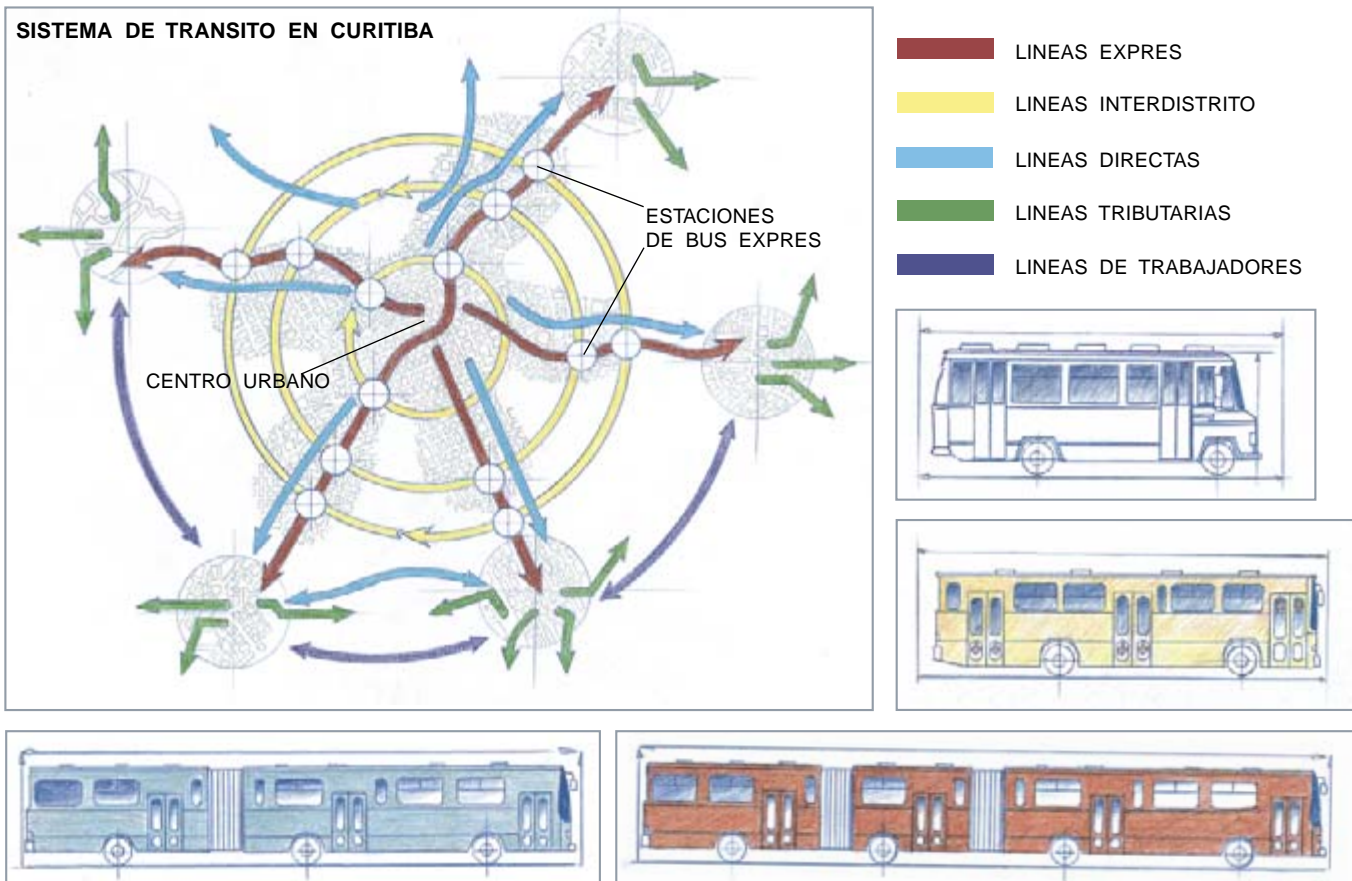 SISTEMA DE TRANSITO EN CURITIBA
LINEAS EXPRES
LINEAS INTERDISTRITO
LINEAS DIRECTAS
LINEAS TRIBUTARIAS
LINEAS DE TRABAJADORES
ESTACIONES
DE BUS EXPRES
CENTRO URBANO